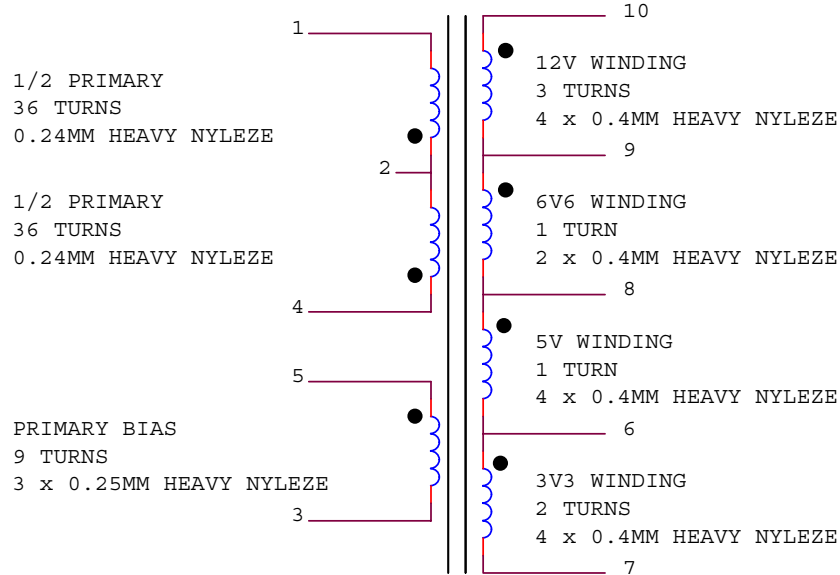 1
1/2 PRIMARY
36 TURNS
0.24MM HEAVY NYLEZE
2
1/2 PRIMARY
36 TURNS
0.24MM HEAVY NYLEZE
4
5
PRIMARY BIAS
9 TURNS
3 x 0.25MM HEAVY NYLEZE
3
10
12V WINDING
3 TURNS
4 x 0.4MM HEAVY NYLEZE
9
6V6 WINDING
1 TURN
2 x 0.4MM HEAVY NYLEZE
8
5V WINDING
1 TURN
4 x 0.4MM HEAVY NYLEZE
6
3V3 WINDING
2 TURNS
4 x 0.4MM HEAVY NYLEZE
7